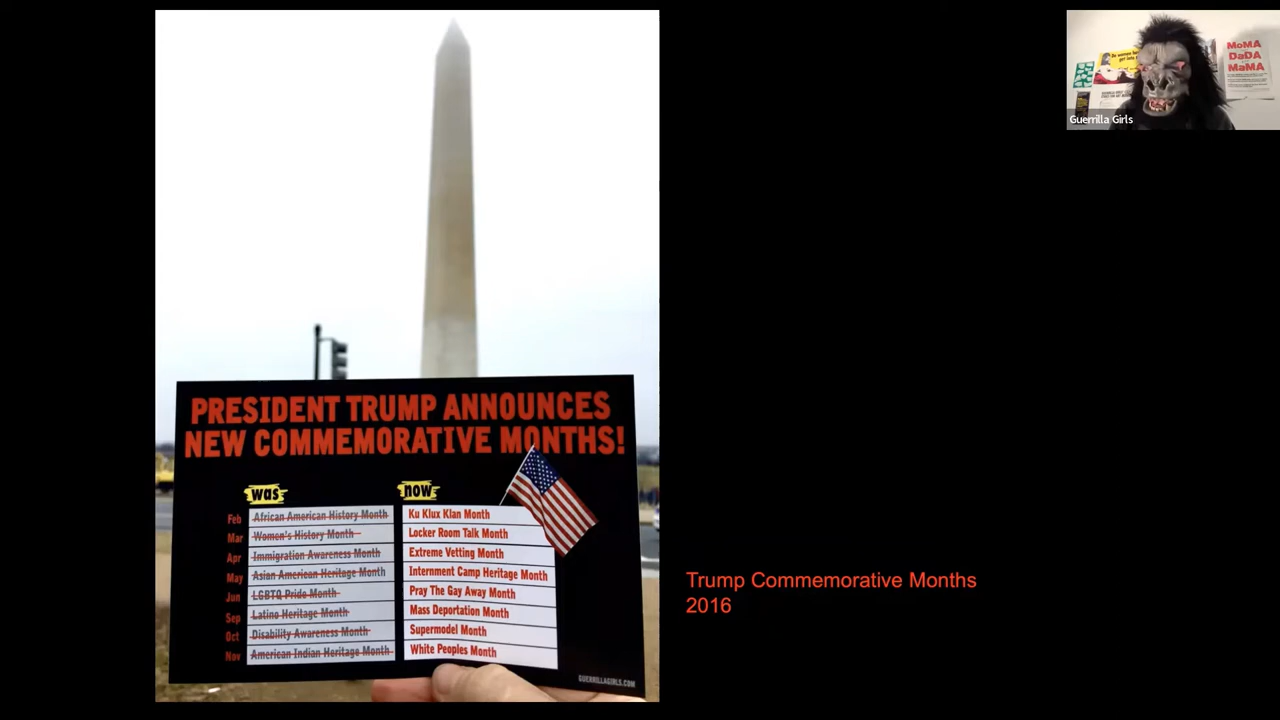 PRESIDENT TRUMP ANNOUNCES
NEW COMMEMORATIVE MONTHS!
was now
Feb African American History Month Ku Klux Klan Month
Mar Women's History Month Locker Room Talk Month
Apr Immigration Awareness Month Extreme Vetting Month
May Asian American Heritage Month Internment Camp Heritage Month
Jun LGBTQ Pride Month Pray The Gay Away Month
Sep Latino Heritage Month Mass Deportation Month
Oct Disability Awareness Month Supermodel Month
Nov American Indian Heritage Month White Peoples Month
GUERRILLAGIRLS.COM
Trump Commemorative Months
2016
MoMA
DaDA
MaMA
Guerrilla Girls